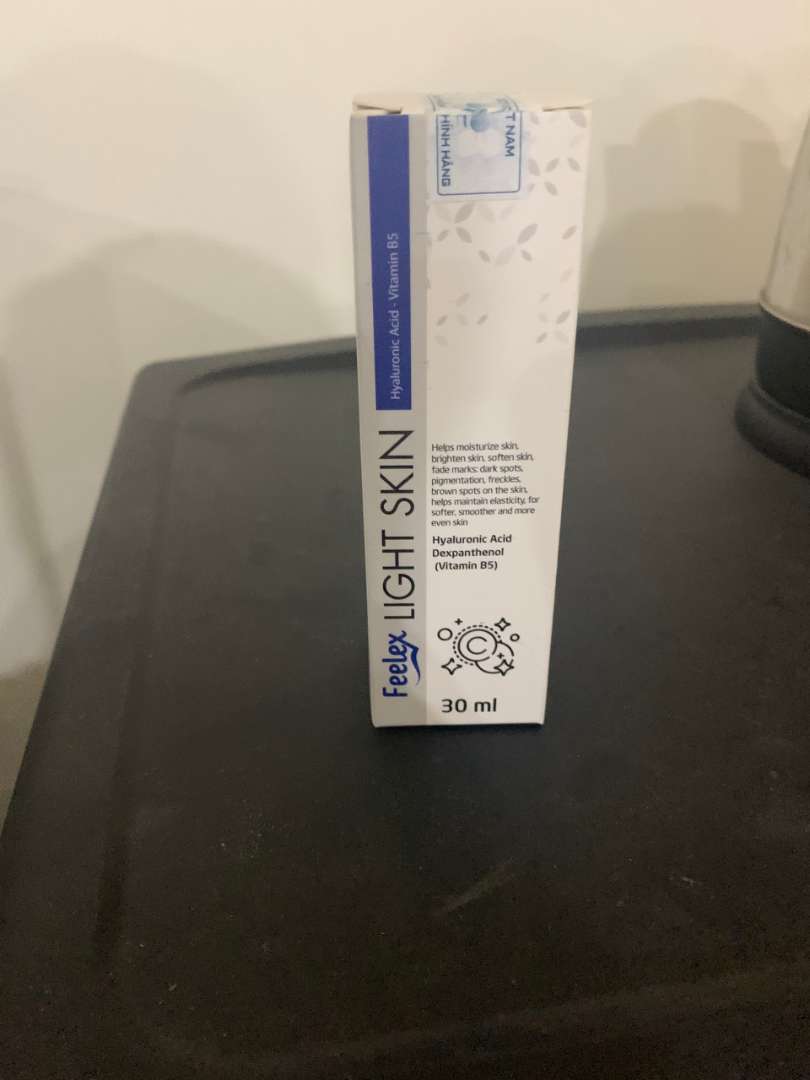 T NAM
HÍNH HÃNG
Hyaluronic Acid - Vitamin B5
Feelex LIGHT SKIN
Helps moisturize skin,
brighten skin, soften skin,
fade marks: dark spots,
pigmentation, freckles,
brown spots on the skin,
helps maintain elasticity, for
softer, smoother and more
even skin
Hyaluronic Acid
Dexpanthenol
(Vitamin B5)
C
30 ml